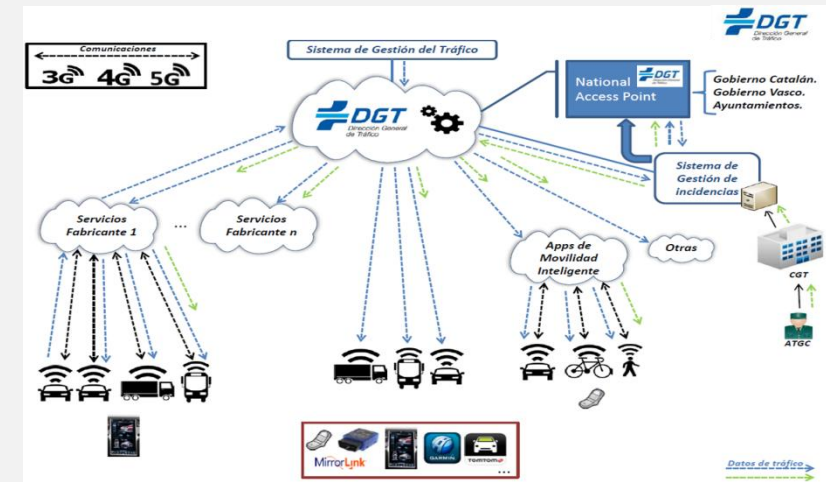 DGT
Dirección General
de Tráfico
Comunicaciones
3G 4G 5G
Sistema de Gestión del Tráfico
DGT
Dirección General
de Tráfico
National
Access Point
DGT
Gobierno Catalán.
Gobierno Vasco.
Ayuntamientos.
Sistema de
Gestión de
incidencias
Servicios
Fabricante 1
...
Servicios
Fabricante n
Apps de
Movilidad
Inteligente
Otras
CGT
ATGC
MirrorLink
GARMIN
TOMTOM
...
Datos de tráfico